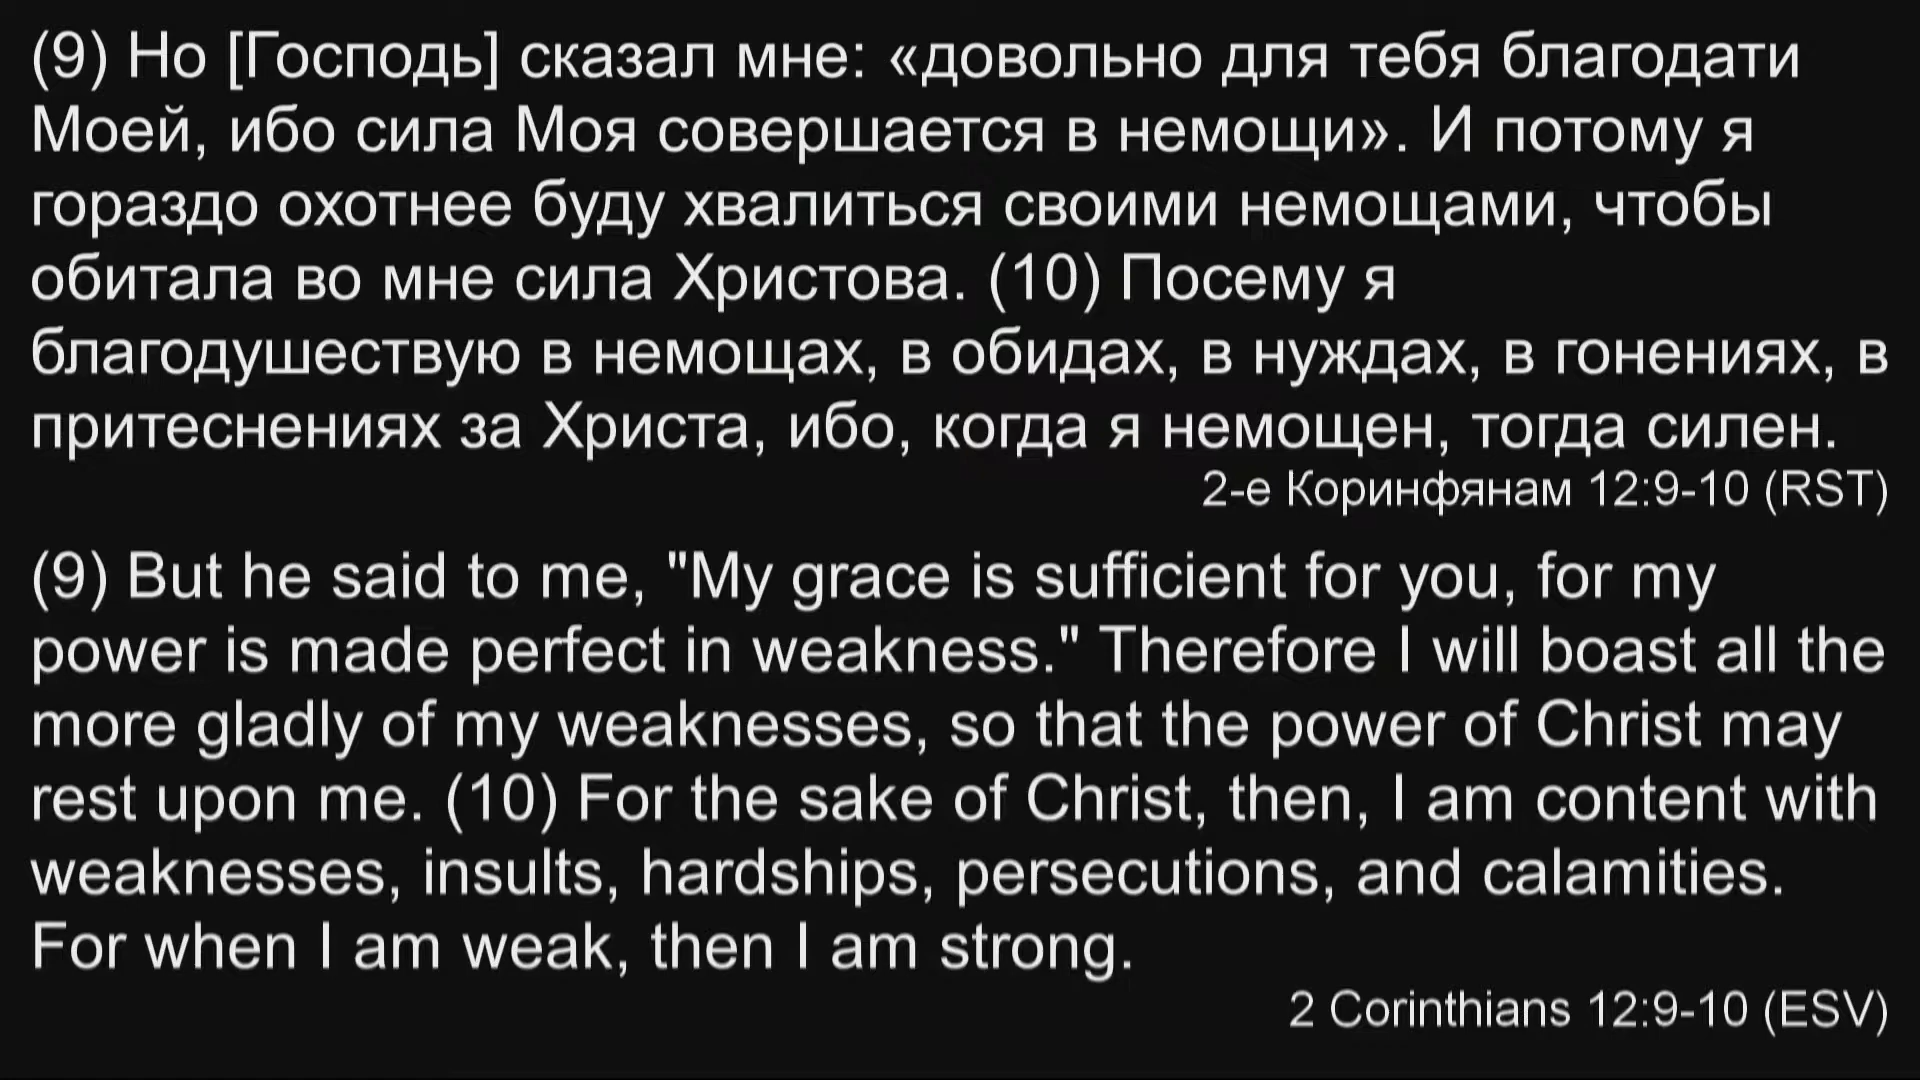 (9) Но [Господь] сказал мне: «довольно для тебя благодати
Моей, ибо сила Моя совершается в немощи». И потому я
гораздо охотнее буду хвалиться своими немощами, чтобы
обитала во мне сила Христова. (10) Посему я
благодушествую в немощах, в обидах, в нуждах, в гонениях, в
притеснениях за Христа, ибо, когда я немощен, тогда силен.
2-е Коринфянам 12:9-10 (RST)
(9) But he said to me, "My grace is sufficient for you, for my
power is made perfect in weakness." Therefore I will boast all the
more gladly of my weaknesses, so that the power of Christ may
rest upon me. (10) For the sake of Christ, then, I am content with
weaknesses, insults, hardships, persecutions, and calamities.
For when I am weak, then I am strong.
2 Corinthians 12:9-10 (ESV)